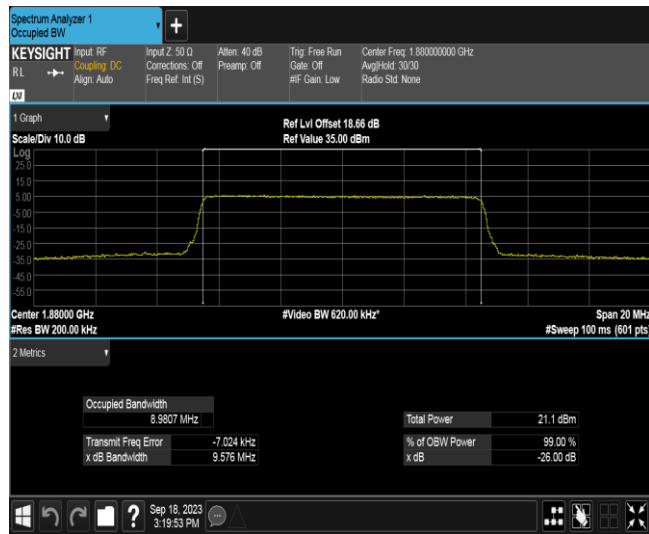 Spectrum Analyzer 1
Occupied BW
+
KEYSIGHT
R L
LXI
Input: RF
Coupling: DC
Align: Auto
Input Z: 50 Ω
Corrections: Off
Freq Ref: Int (S)
Atten: 40 dB
Preamp: Off
Trig: Free Run
Gate: Off
#IF Gain: Low
Center Freq: 1.880000000 GHz
Avg|Hold: 30/30
Radio Std: None
1 Graph
Scale/Div 10.0 dB
Ref Lvl Offset 18.66 dB
Ref Value 35.00 dBm
Log
25.0
15.0
5.00
-5.00
-15.0
-25.0
-35.0
-45.0
-55.0
Center 1.88000 GHz
#Res BW 200.00 kHz
#Video BW 620.00 kHz*
Span 20 MHz
#Sweep 100 ms (601 pts)
2 Metrics
Occupied Bandwidth
8.9807 MHz
Transmit Freq Error -7.024 kHz
x dB Bandwidth 9.576 MHz
Total Power 21.1 dBm
% of OBW Power 99.00 %
x dB -26.00 dB
?
Sep 18, 2023
3:19:53 PM